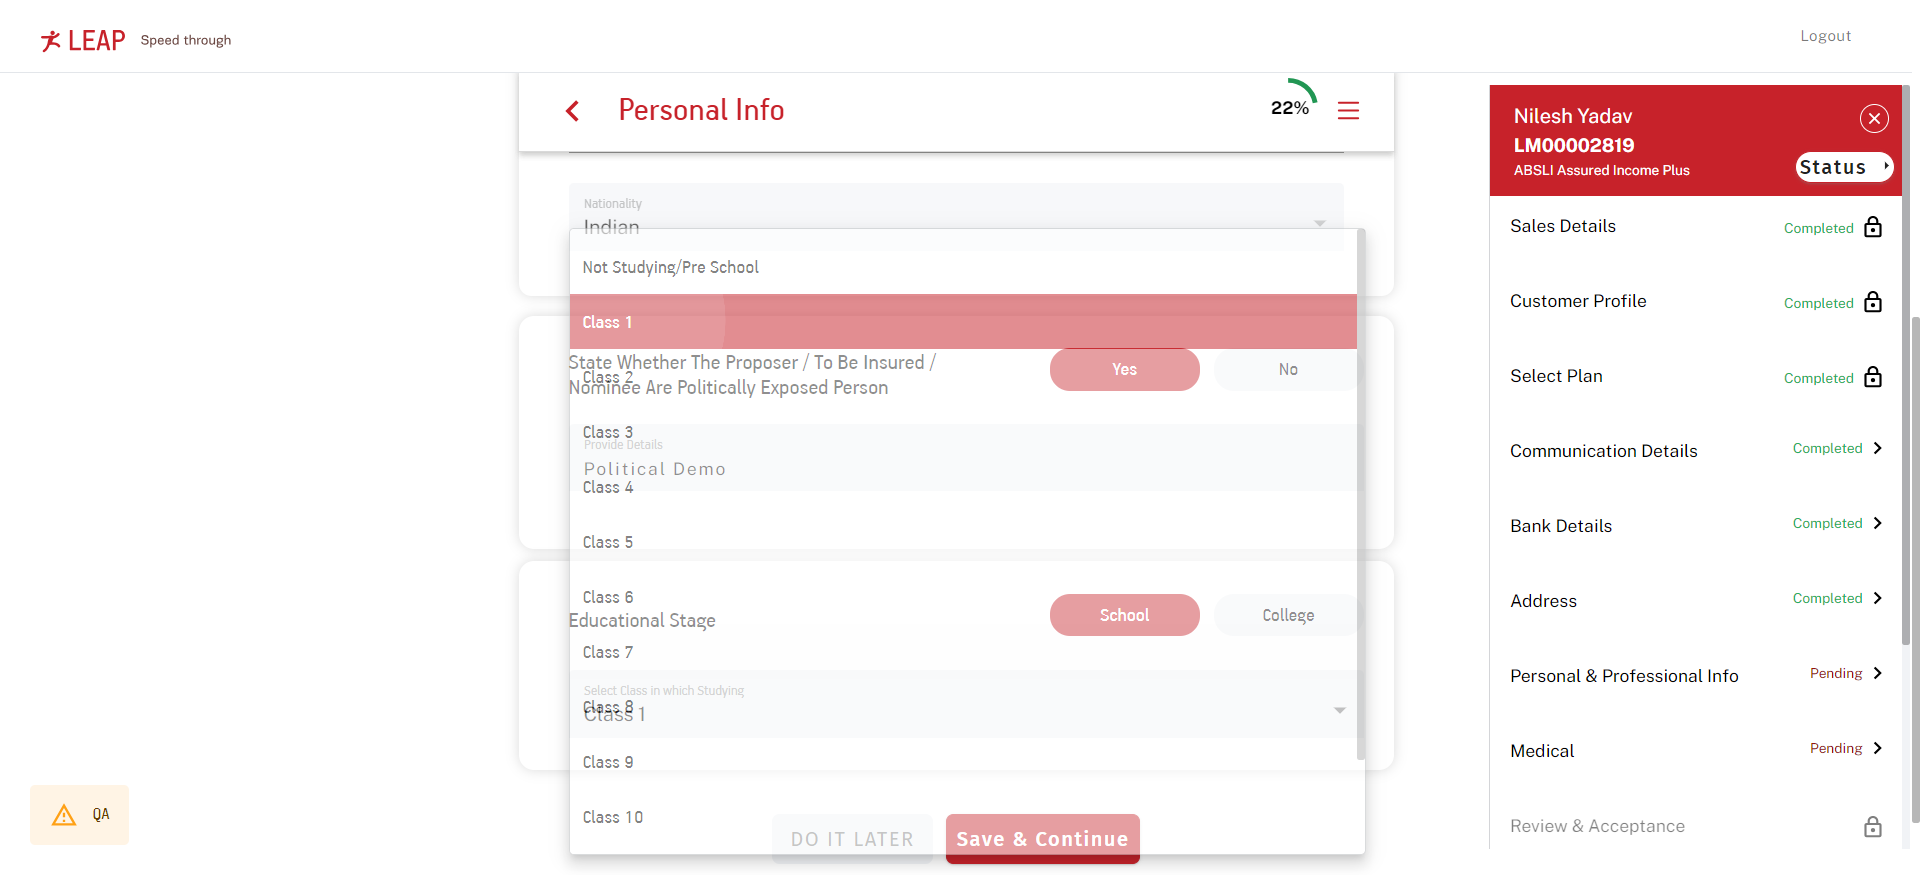 LEAP Speed through
Logout
Personal Info
22%
Nationality
Indian
Not Studying/Pre School
Class 1
State Whether The Proposer / To Be Insured /
Nominee Are Politically Exposed Person
Yes
No
Class 2
Class 3
Provide Details
Political Demo
Class 4
Class 5
Class 6
Educational Stage
School
College
Class 7
Select Class in which Studying
Class 8
Class 1
Class 9
Class 10
DO IT LATER
Save & Continue
QA
Nilesh Yadav
LM00002819
ABSLI Assured Income Plus
Status
Sales Details Completed
Customer Profile Completed
Select Plan Completed
Communication Details Completed
Bank Details Completed
Address Completed
Personal & Professional Info Pending
Medical Pending
Review & Acceptance